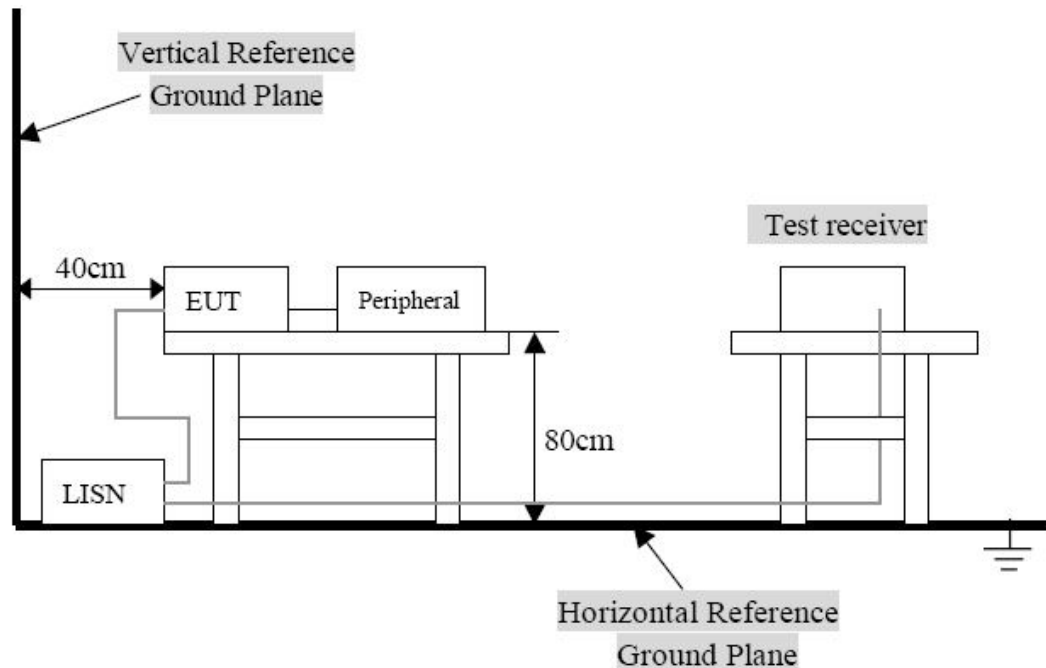 Vertical Reference
Ground Plane
Test receiver
40cm
EUT
Peripheral
80cm
LISN
Horizontal Reference
Ground Plane